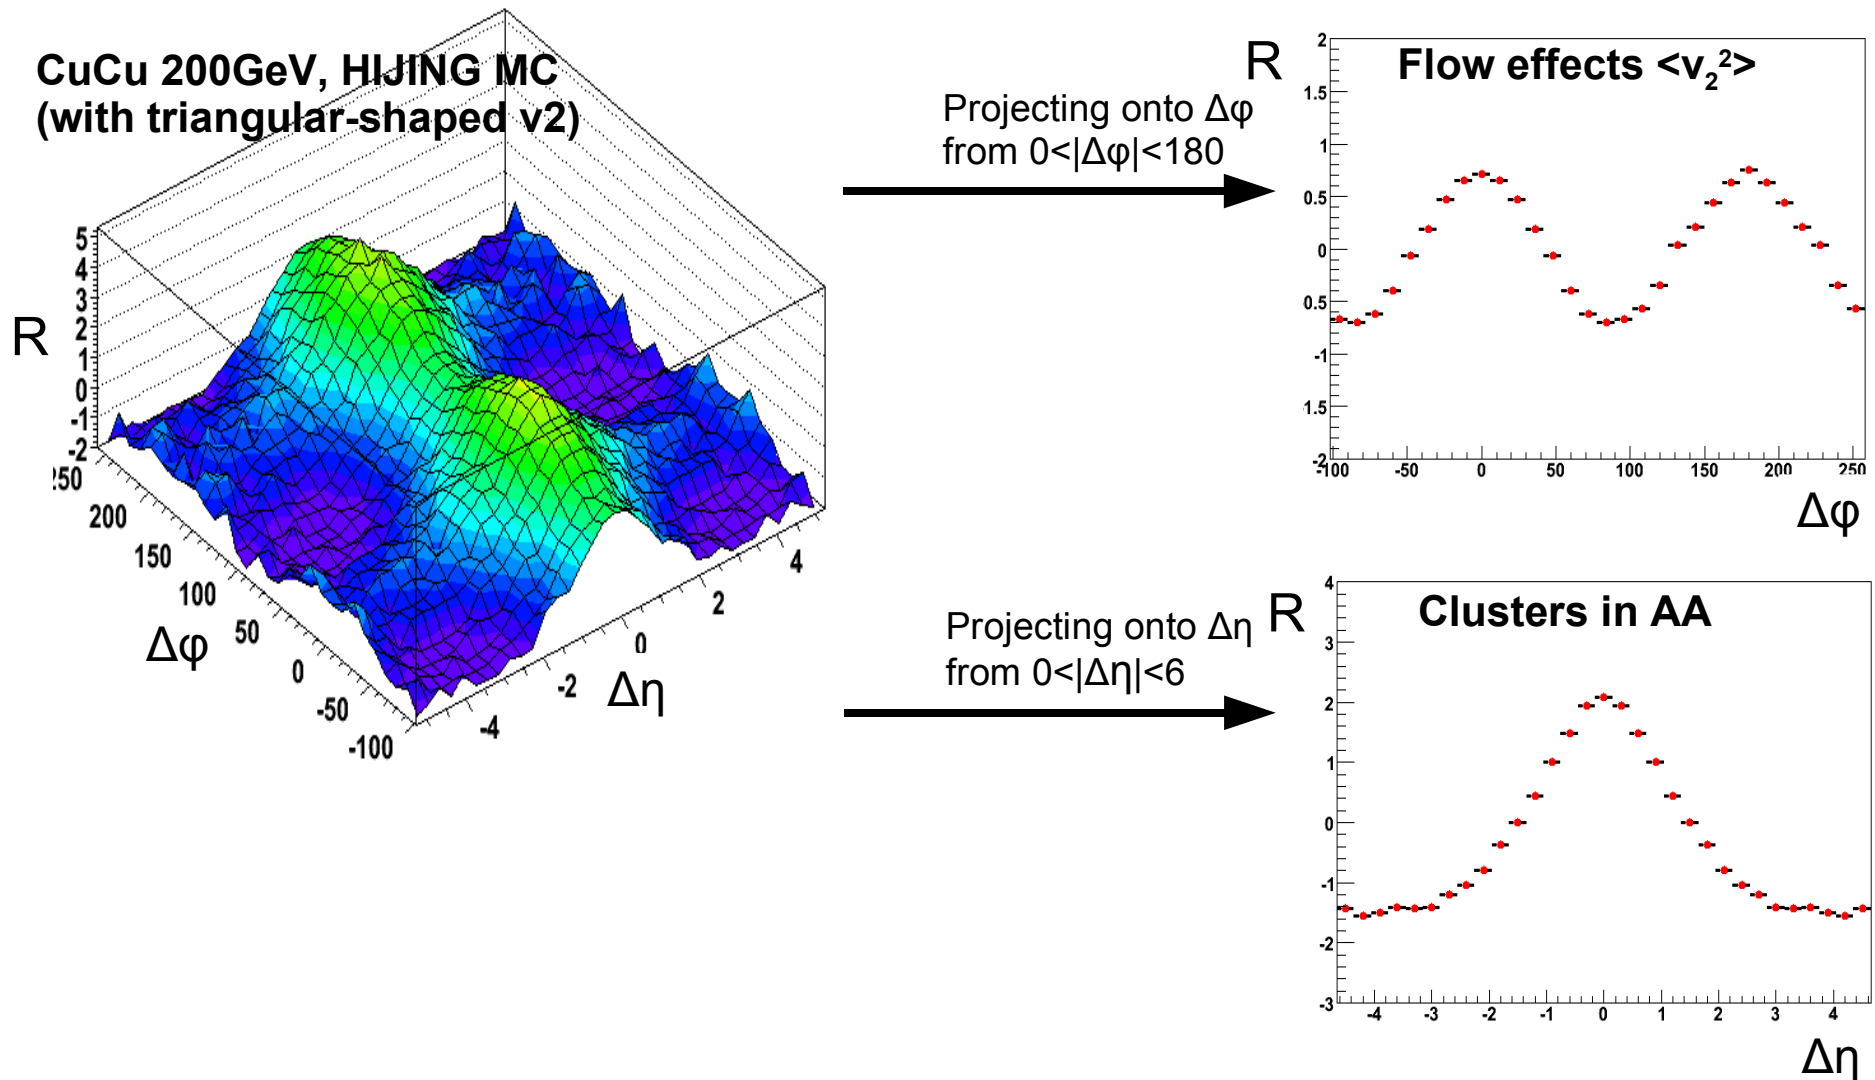 CuCu 200GeV, HIJING MC
(with triangular-shaped v2)
R
5
4
3
2
1
0
-1
-2
250
200
150
100
50
0
-50
-100
Δφ
-4
-2
0
2
4
Δη
Projecting onto Δφ
from 0<|Δφ|<180
R
Flow effects <v₂²>
2
1.5
1
0.5
0
0.5
-1
1.5
-2
-100 -50 0 50 100 150 200 250
Δφ
Projecting onto Δη
from 0<|Δη|<6
R
Clusters in AA
4
3
2
1
0
-1
-2
-3
-4 -3 -2 -1 0 1 2 3 4
Δη